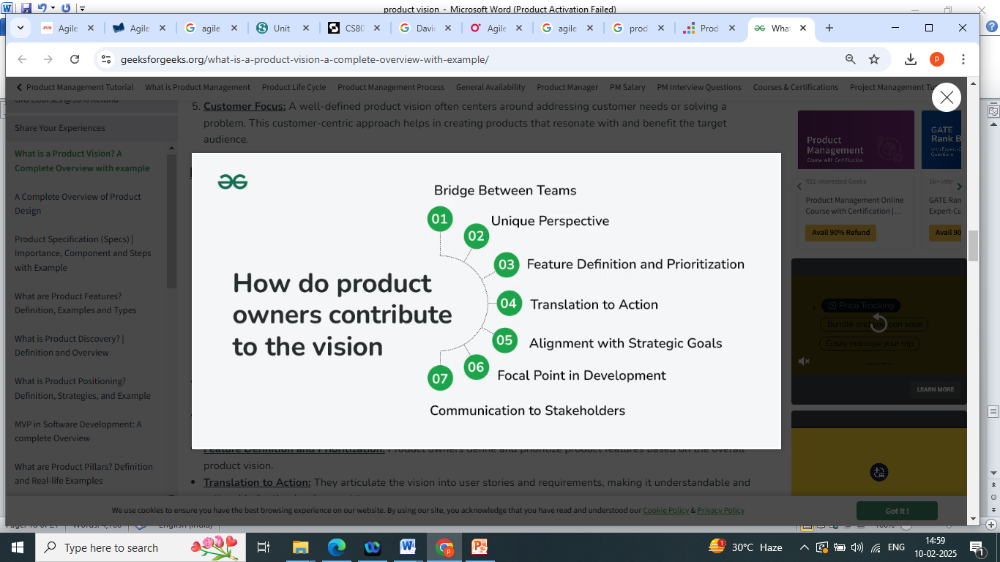 product vision - Microsoft Word (Product Activation Failed)
Agile
Agile
agile
Unit
CS80
David
Agile
agile
prod
Prod
What
geeksforgeeks.org/what-is-a-product-vision-a-complete-overview-with-example/
Product Management Tutorial
What is Product Management
Product Life Cycle
Product Management Process
General Availability
Product Manager
PM Salary
PM Interview Questions
Courses & Certifications
Project Management Tu
Share Your Experiences
What is a Product Vision? A
Complete Overview with example
A Complete Overview of Product
Design
Product Specification (Specs) |
Importance, Component and Steps
with Example
What are Product Features?
Definition, Examples and Types
What is Product Discovery? |
Definition and Overview
What is Product Positioning?
Definition, Strategies, and Example
MVP in Software Development: A
complete Overview
What are Product Pillars? Definition
and Real-life Examples
5. Customer Focus: A well-defined product vision often centers around addressing customer needs or solving a
problem. This customer-centric approach helps in creating products that resonate with and benefit the target
audience.
How do product
owners contribute
to the vision
Bridge Between Teams
01
02 Unique Perspective
03 Feature Definition and Prioritization
04 Translation to Action
05 Alignment with Strategic Goals
06 Focal Point in Development
07
Communication to Stakeholders
Feature Definition and Prioritization: Product owners define and prioritize product features based on the overall
product vision.
• Translation to Action: They articulate the vision into user stories and requirements, making it understandable and
Product
Management
Course with Certification
GATE
Rank B
with Expert-C
Questions
951 interested Geeks
1k+ inte
Product Management Online
Course with Certification |...
GATE Ran
Expert-Cu
Avail 90% Refund
Avail 90
Price Tracking
Bundle and you can save
Easily manage your trip
LEARN MORE
We use cookies to ensure you have the best browsing experience on our website. By using our site, you acknowledge that you have read and understood our Cookie Policy & Privacy Policy
Got It !
English (India)
100%
Type here to search
30°C Haze
ENG
14:59
10-02-2025
1